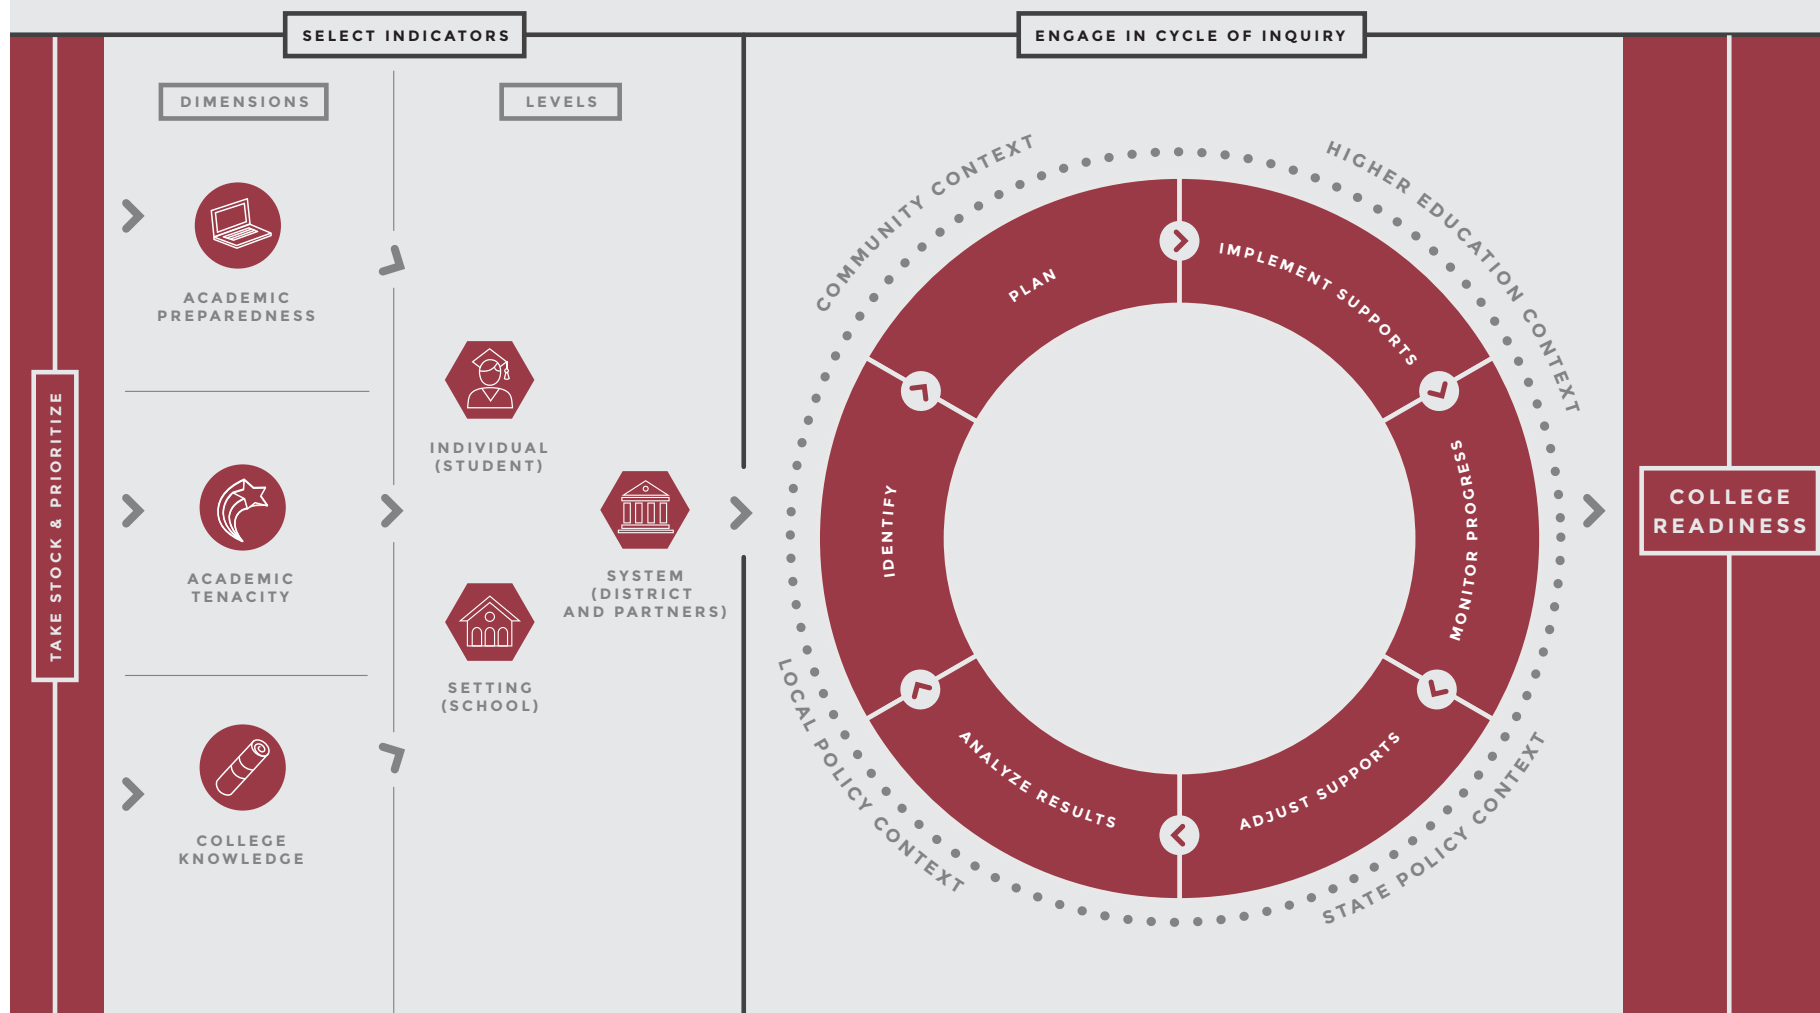 SELECT INDICATORS
ENGAGE IN CYCLE OF INQUIRY
TAKE STOCK & PRIORITIZE
DIMENSIONS
LEVELS
ACADEMIC
PREPAREDNESS
ACADEMIC
TENACITY
COLLEGE
KNOWLEDGE
INDIVIDUAL
(STUDENT)
SETTING
(SCHOOL)
SYSTEM
(DISTRICT
AND PARTNERS)
COMMUNITY CONTEXT
HIGHER EDUCATION CONTEXT
STATE POLICY CONTEXT
LOCAL POLICY CONTEXT
PLAN
IMPLEMENT SUPPORTS
MONITOR PROGRESS
ADJUST SUPPORTS
ANALYZE RESULTS
IDENTIFY
COLLEGE
READINESS